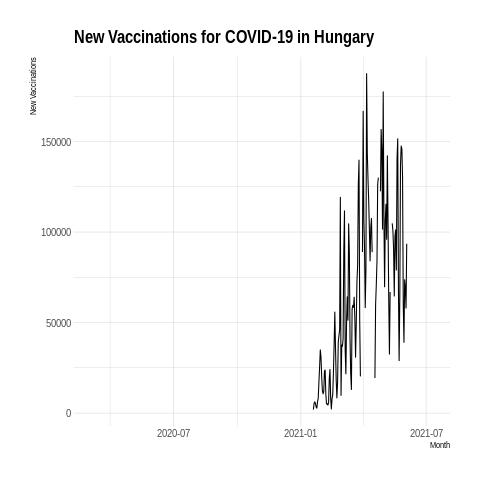 New Vaccinations for COVID-19 in Hungary
New Vaccinations
150000
100000
50000
0
2020-07
2021-01
2021-07
Month